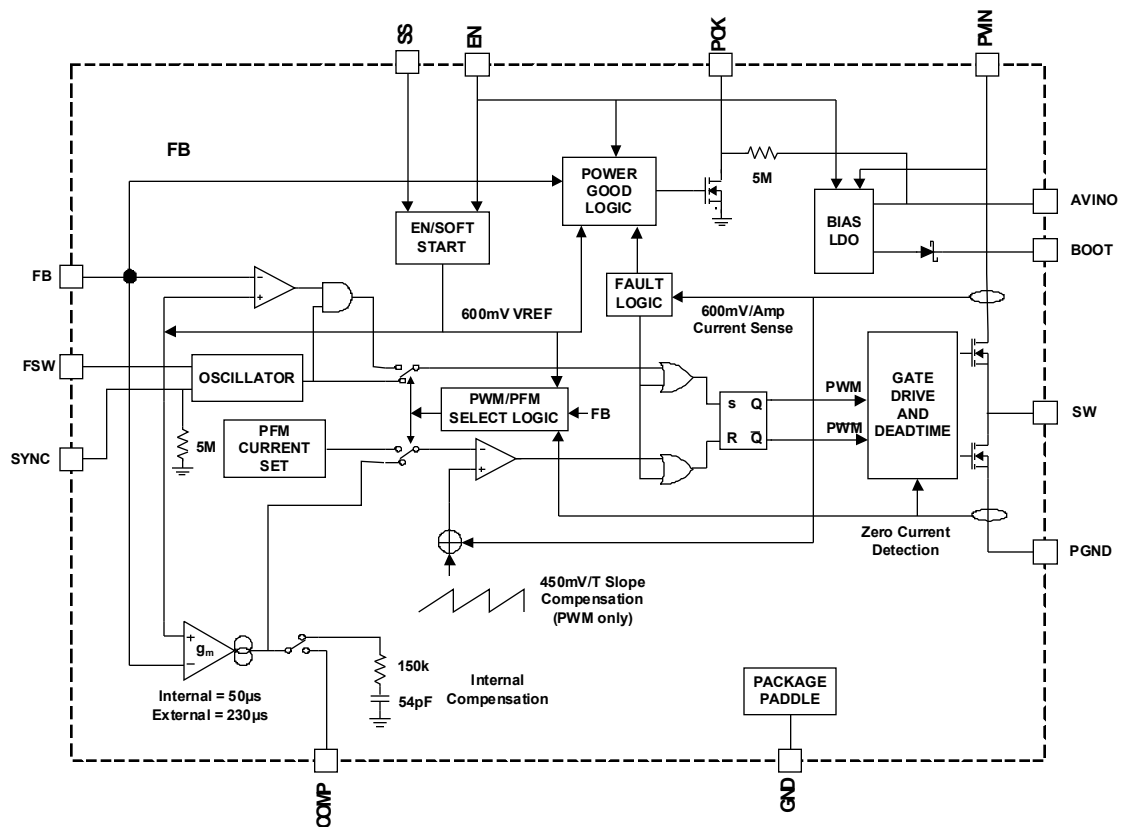 SS
EN
PCK
PVIN
FB
POWER
GOOD
LOGIC
5M
BIAS
LDO
AVINO
BOOT
EN/SOFT
START
FB
FAULT
LOGIC
600mV VREF
600mV/Amp
Current Sense
FSW
OSCILLATOR
PWM/PFM
SELECT LOGIC
FB
S Q
R Q
PWM
PWM
GATE
DRIVE
AND
DEADTIME
SW
SYNC
5M
PFM
CURRENT
SET
−
+
−
+
Zero Current
Detection
PGND
450mV/T Slope
Compensation
(PWM only)
+
gm
−
150k
54pF
Internal
Compensation
Internal = 50µs
External = 230µs
PACKAGE
PADDLE
COMP
GND